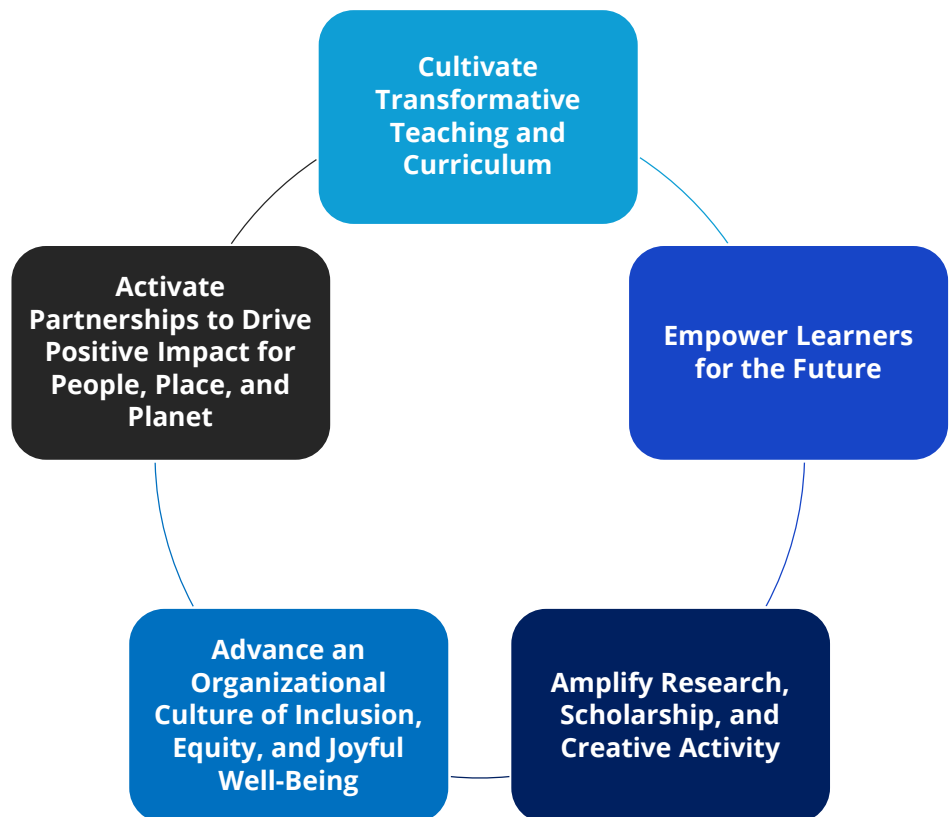 Cultivate
Transformative
Teaching and
Curriculum
Empower Learners
for the Future
Amplify Research,
Scholarship, and
Creative Activity
Advance an
Organizational
Culture of Inclusion,
Equity, and Joyful
Well-Being
Activate
Partnerships to Drive
Positive Impact for
People, Place, and
Planet